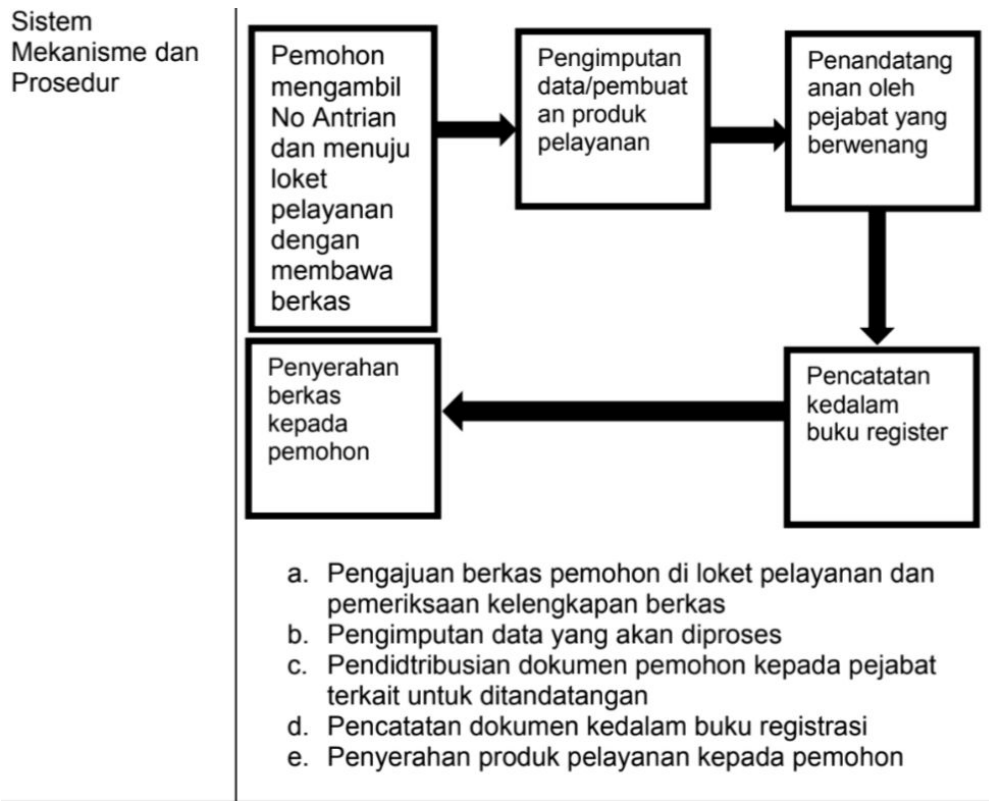 Sistem
Mekanisme dan
Prosedur
Pemohon
mengambil
No Antrian
dan menuju
loket
pelayanan
dengan
membawa
berkas
Pengimputan
data/pembuat
an produk
pelayanan
Penandatang
anan oleh
pejabat yang
berwenang
Pencatatan
kedalam
buku register
Penyerahan
berkas
kepada
pemohon
a. Pengajuan berkas pemohon di loket pelayanan dan
pemeriksaan kelengkapan berkas
b. Pengimputan data yang akan diproses
c. Pendidtribusian dokumen pemohon kepada pejabat
terkait untuk ditandatangan
d. Pencatatan dokumen kedalam buku registrasi
e. Penyerahan produk pelayanan kepada pemohon